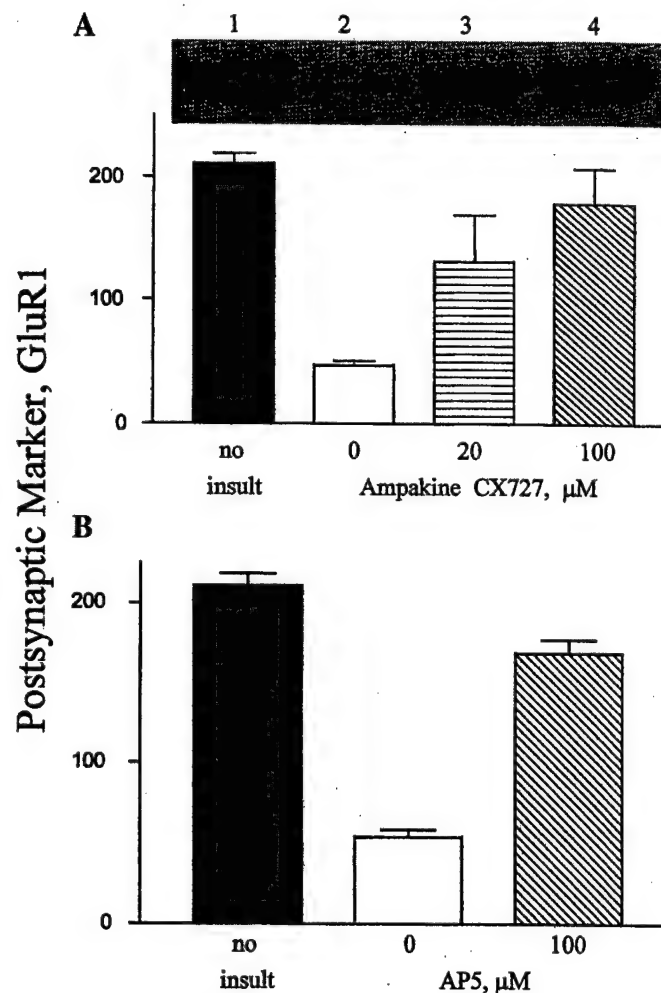 A
1 2 3 4
200
100
0
no 0 20 100
insult Ampakine CX727, μM
Postsynaptic Marker, GluR1
B
200
100
0
no 0 100
insult AP5, μM